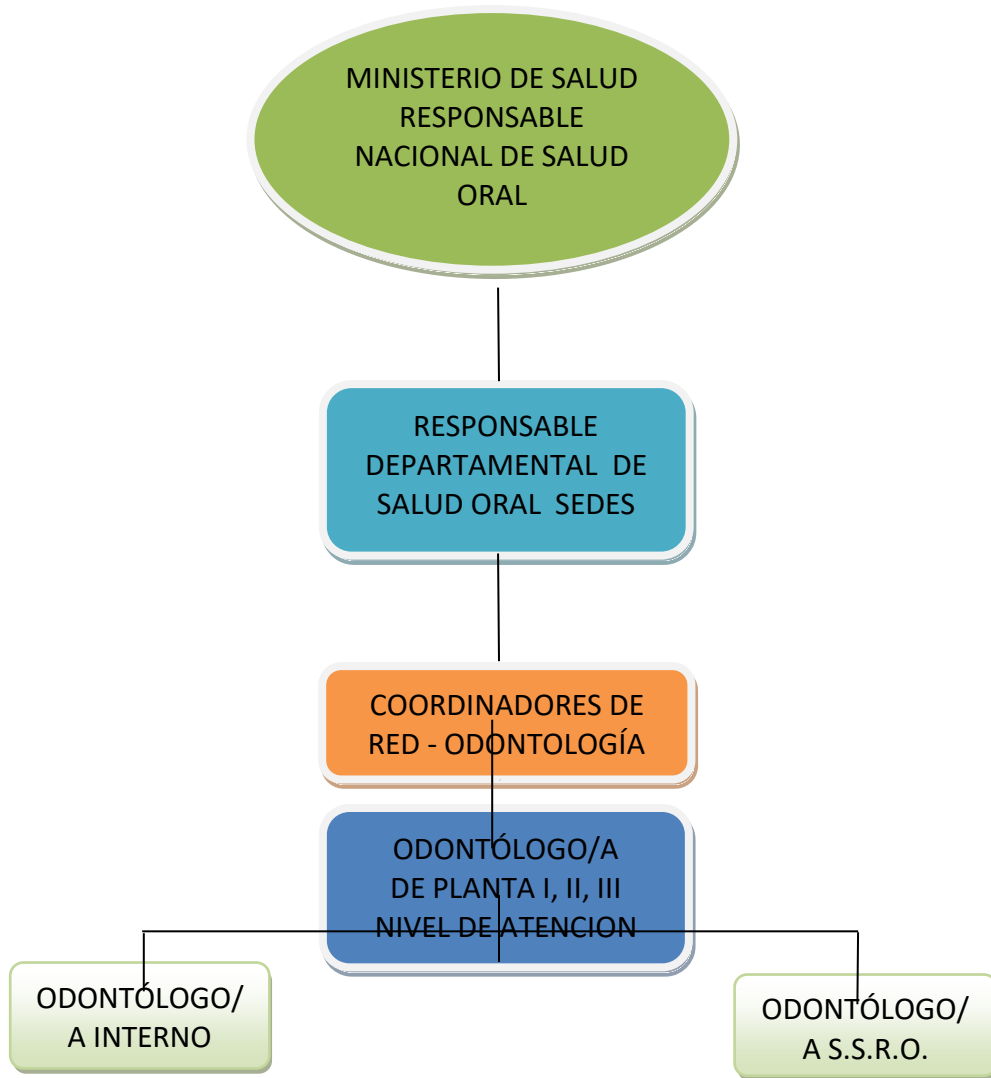 MINISTERIO DE SALUD
RESPONSABLE
NACIONAL DE SALUD
ORAL
RESPONSABLE
DEPARTAMENTAL DE
SALUD ORAL SEDES
COORDINADORES DE
RED - ODONTOLOGÍA
ODONTÓLOGO/A
DE PLANTA I, II, III
NIVEL DE ATENCION
ODONTÓLOGO/
A INTERNO
ODONTÓLOGO/
A S.S.R.O.